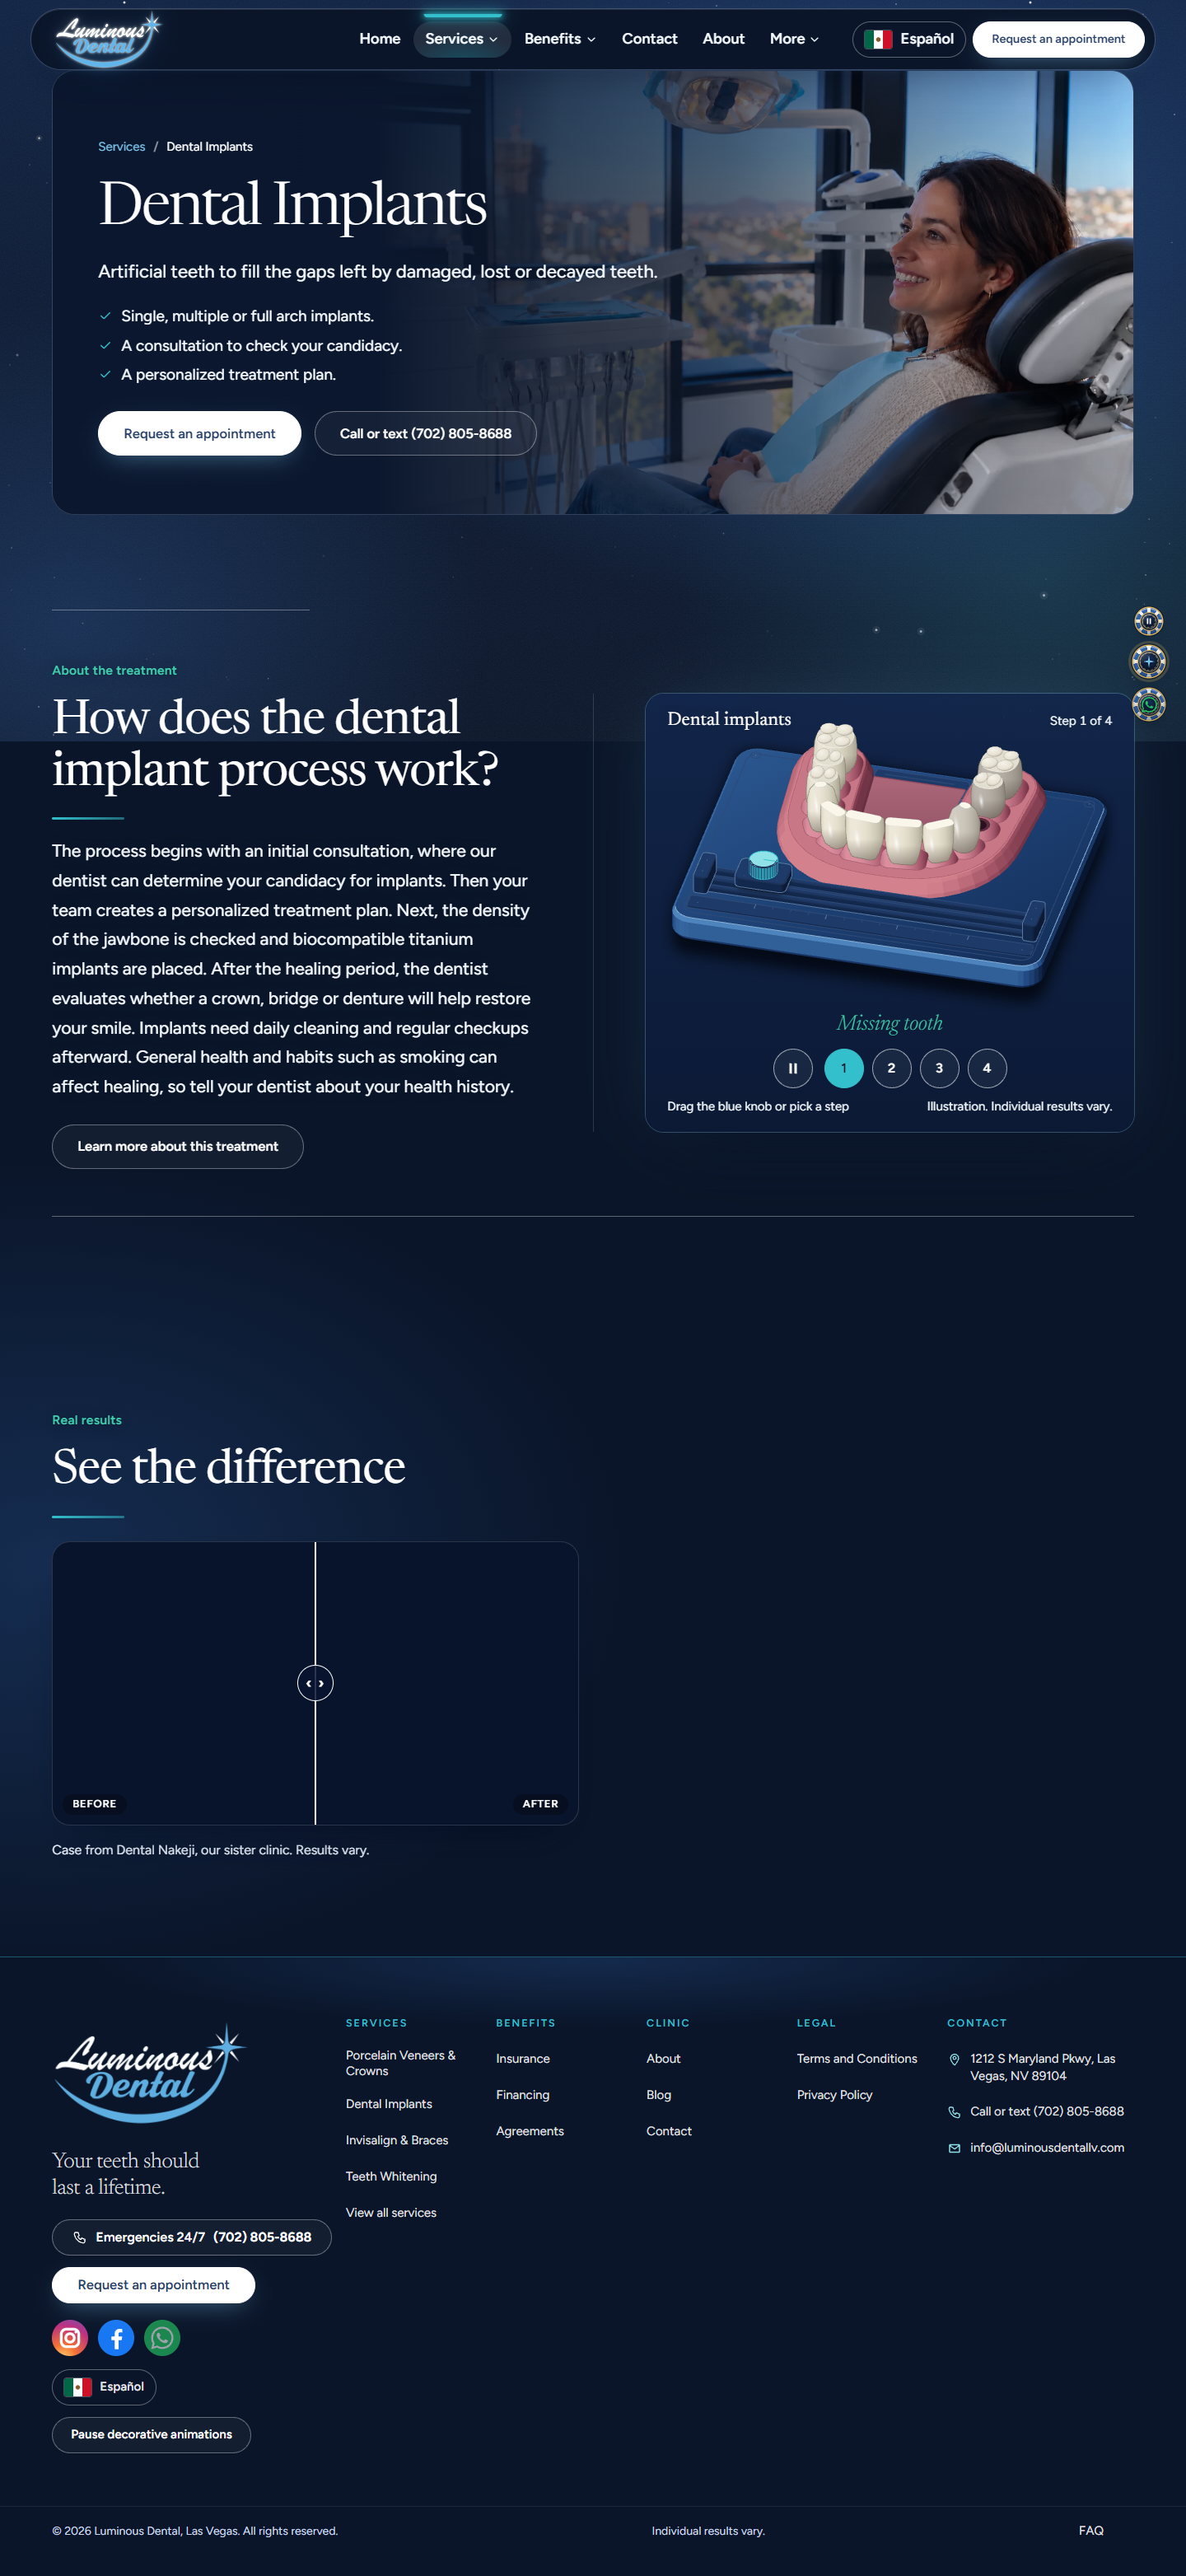 Luminous
Dental
Home
Services
Benefits
Contact
About
More
Español
Request an appointment
Services / Dental Implants
Dental Implants
Artificial teeth to fill the gaps left by damaged, lost or decayed teeth.
Single, multiple or full arch implants.
A consultation to check your candidacy.
A personalized treatment plan.
Request an appointment
Call or text (702) 805-8688
About the treatment
How does the dental
implant process work?
The process begins with an initial consultation, where our
dentist can determine your candidacy for implants. Then your
team creates a personalized treatment plan. Next, the density
of the jawbone is checked and biocompatible titanium
implants are placed. After the healing period, the dentist
evaluates whether a crown, bridge or denture will help restore
your smile. Implants need daily cleaning and regular checkups
afterward. General health and habits such as smoking can
affect healing, so tell your dentist about your health history.
Learn more about this treatment
Dental implants
Step 1 of 4
Missing tooth
1
2
3
4
Drag the blue knob or pick a step
Illustration. Individual results vary.
Real results
See the difference
BEFORE
AFTER
Case from Dental Nakeji, our sister clinic. Results vary.
Luminous
Dental
Your teeth should
last a lifetime.
Emergencies 24/7 (702) 805-8688
Request an appointment
Español
Pause decorative animations
SERVICES
Porcelain Veneers &
Crowns
Dental Implants
Invisalign & Braces
Teeth Whitening
View all services
BENEFITS
Insurance
Financing
Agreements
CLINIC
About
Blog
Contact
LEGAL
Terms and Conditions
Privacy Policy
CONTACT
1212 S Maryland Pkwy, Las
Vegas, NV 89104
Call or text (702) 805-8688
info@luminousdentallv.com
© 2026 Luminous Dental, Las Vegas. All rights reserved.
Individual results vary.
FAQ